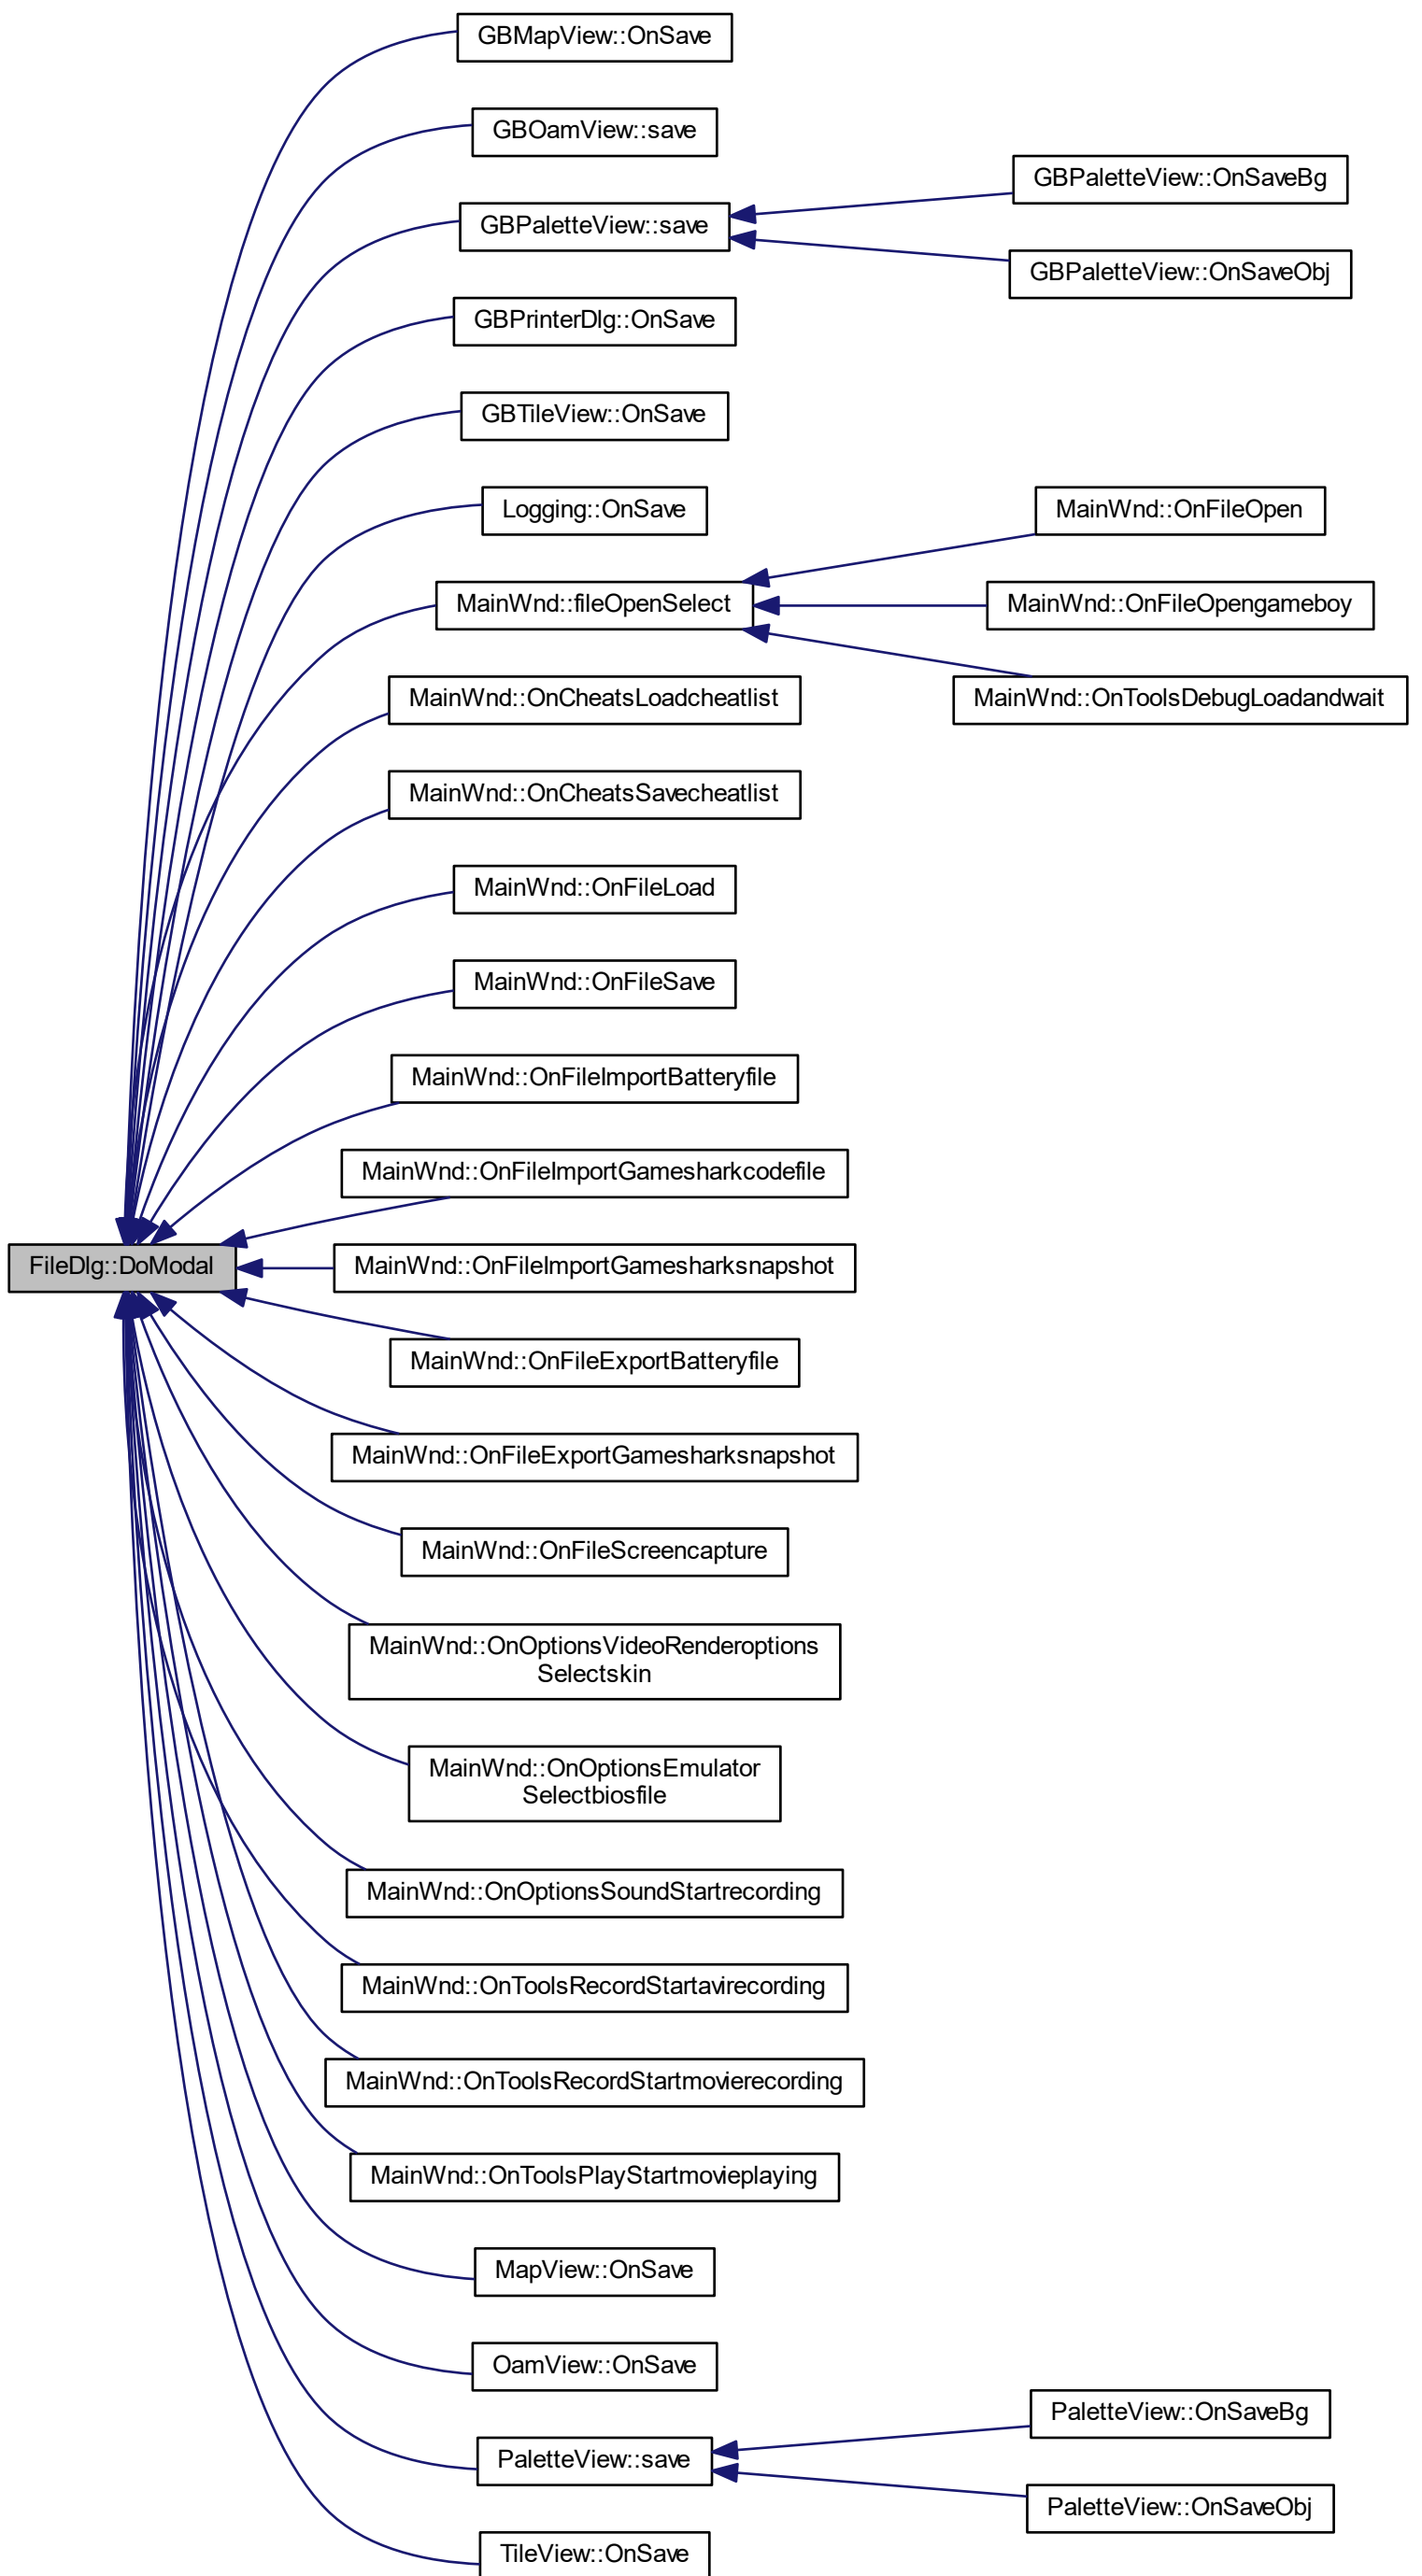 GBMapView::OnSave
GBOamView::save
GBPaletteView::OnSaveBg
GBPaletteView::save
GBPaletteView::OnSaveObj
GBPrinterDlg::OnSave
GBTileView::OnSave
Logging::OnSave
MainWnd::OnFileOpen
MainWnd::fileOpenSelect
MainWnd::OnFileOpengameboy
MainWnd::OnCheatsLoadcheatlist
MainWnd::OnToolsDebugLoadandwait
MainWnd::OnCheatsSavecheatlist
MainWnd::OnFileLoad
MainWnd::OnFileSave
MainWnd::OnFileImportBatteryfile
MainWnd::OnFileImportGamesharkcodefile
FileDlg::DoModal
MainWnd::OnFileImportGamesharksnapshot
MainWnd::OnFileExportBatteryfile
MainWnd::OnFileExportGamesharksnapshot
MainWnd::OnFileScreencapture
MainWnd::OnOptionsVideoRenderoptions
Selectskin
MainWnd::OnOptionsEmulator
Selectbiosfile
MainWnd::OnOptionsSoundStartrecording
MainWnd::OnToolsRecordStartavirecording
MainWnd::OnToolsRecordStartmovierecording
MainWnd::OnToolsPlayStartmovieplaying
MapView::OnSave
OamView::OnSave
PaletteView::OnSaveBg
PaletteView::save
PaletteView::OnSaveObj
TileView::OnSave